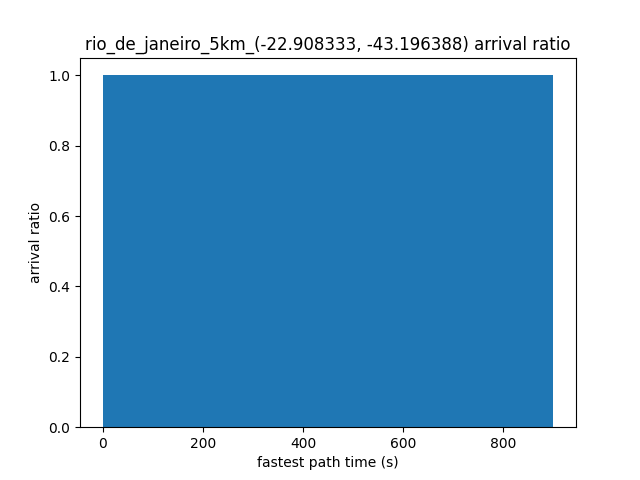 rio_de_janeiro_5km_(-22.908333, -43.196388) arrival ratio
1.0
0.8
0.6
0.4
0.2
0.0
arrival ratio
0 200 400 600 800
fastest path time (s)